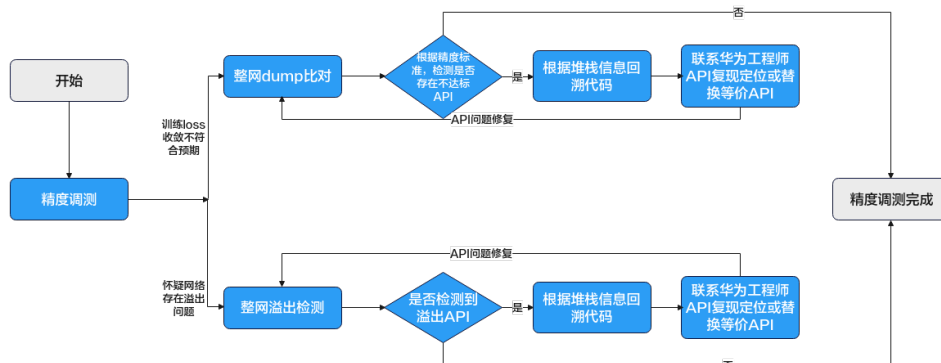 否
开始
整网dump比对
根据精度标
准，检测是否
存在不达标
API
是
根据堆栈信息回
溯代码
联系华为工程师
API复现定位或替
换等价API
训练loss
收敛不符
合预期
API问题修复
精度调测
精度调测完成
API问题修复
怀疑网络
存在溢出
问题
整网溢出检测
是否检测到
溢出API
是
根据堆栈信息回
溯代码
联系华为工程师
API复现定位或替
换等价API